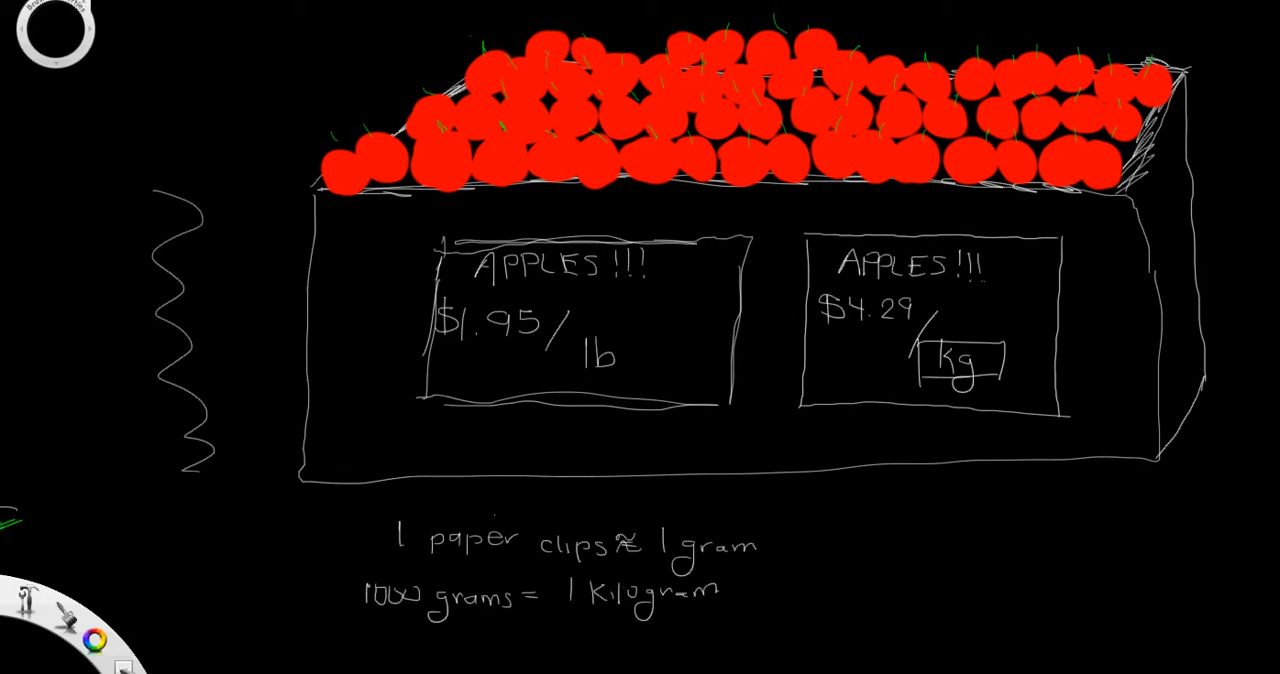 APPLES!!!
$1.95/lb
APPLES!!!
$4.29/kg
1 paper clips ≈ 1 gram
1000 grams = 1 kilogram